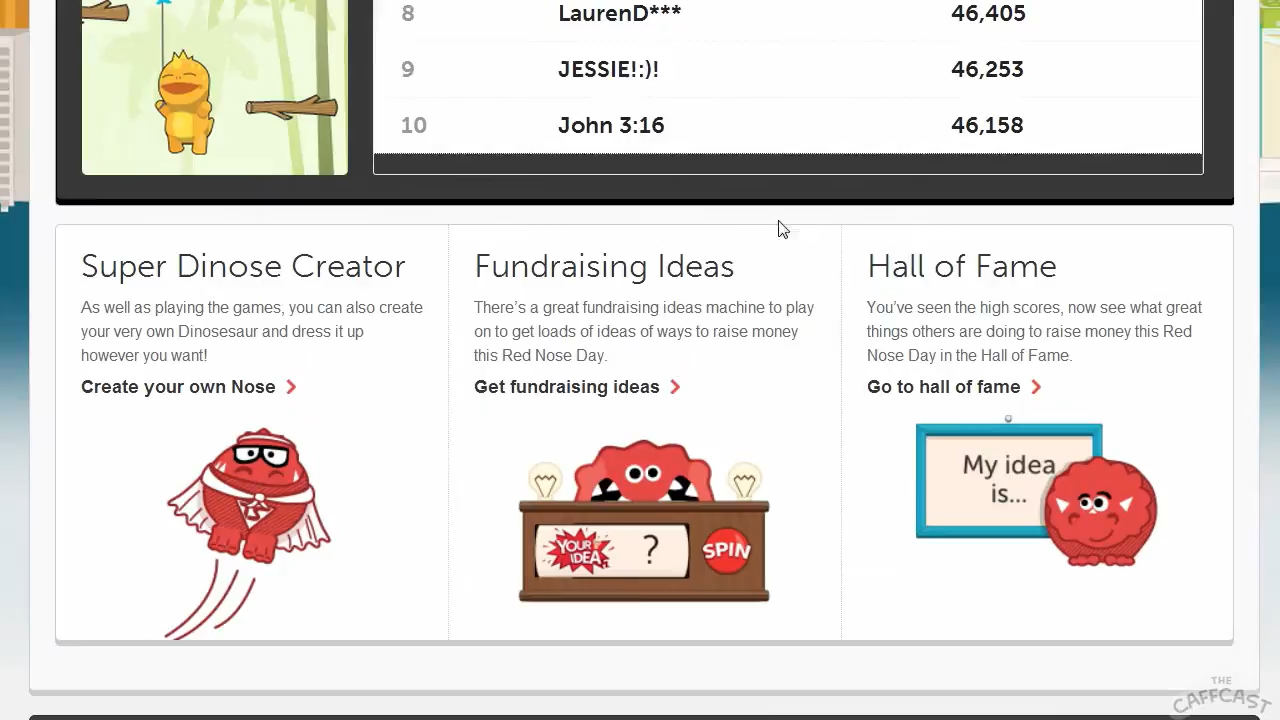 8 LaurenD*** 46,405
9 JESSIE!:)! 46,253
10 John 3:16 46,158
Super Dinose Creator
As well as playing the games, you can also create
your very own Dinosesaur and dress it up
however you want!
Create your own Nose
Fundraising Ideas
There's a great fundraising ideas machine to play
on to get loads of ideas of ways to raise money
this Red Nose Day.
Get fundraising ideas
YOUR
IDEA
?
SPIN
Hall of Fame
You've seen the high scores, now see what great
things others are doing to raise money this Red
Nose Day in the Hall of Fame.
Go to hall of fame
My idea
is...
THE
CAFFCAST